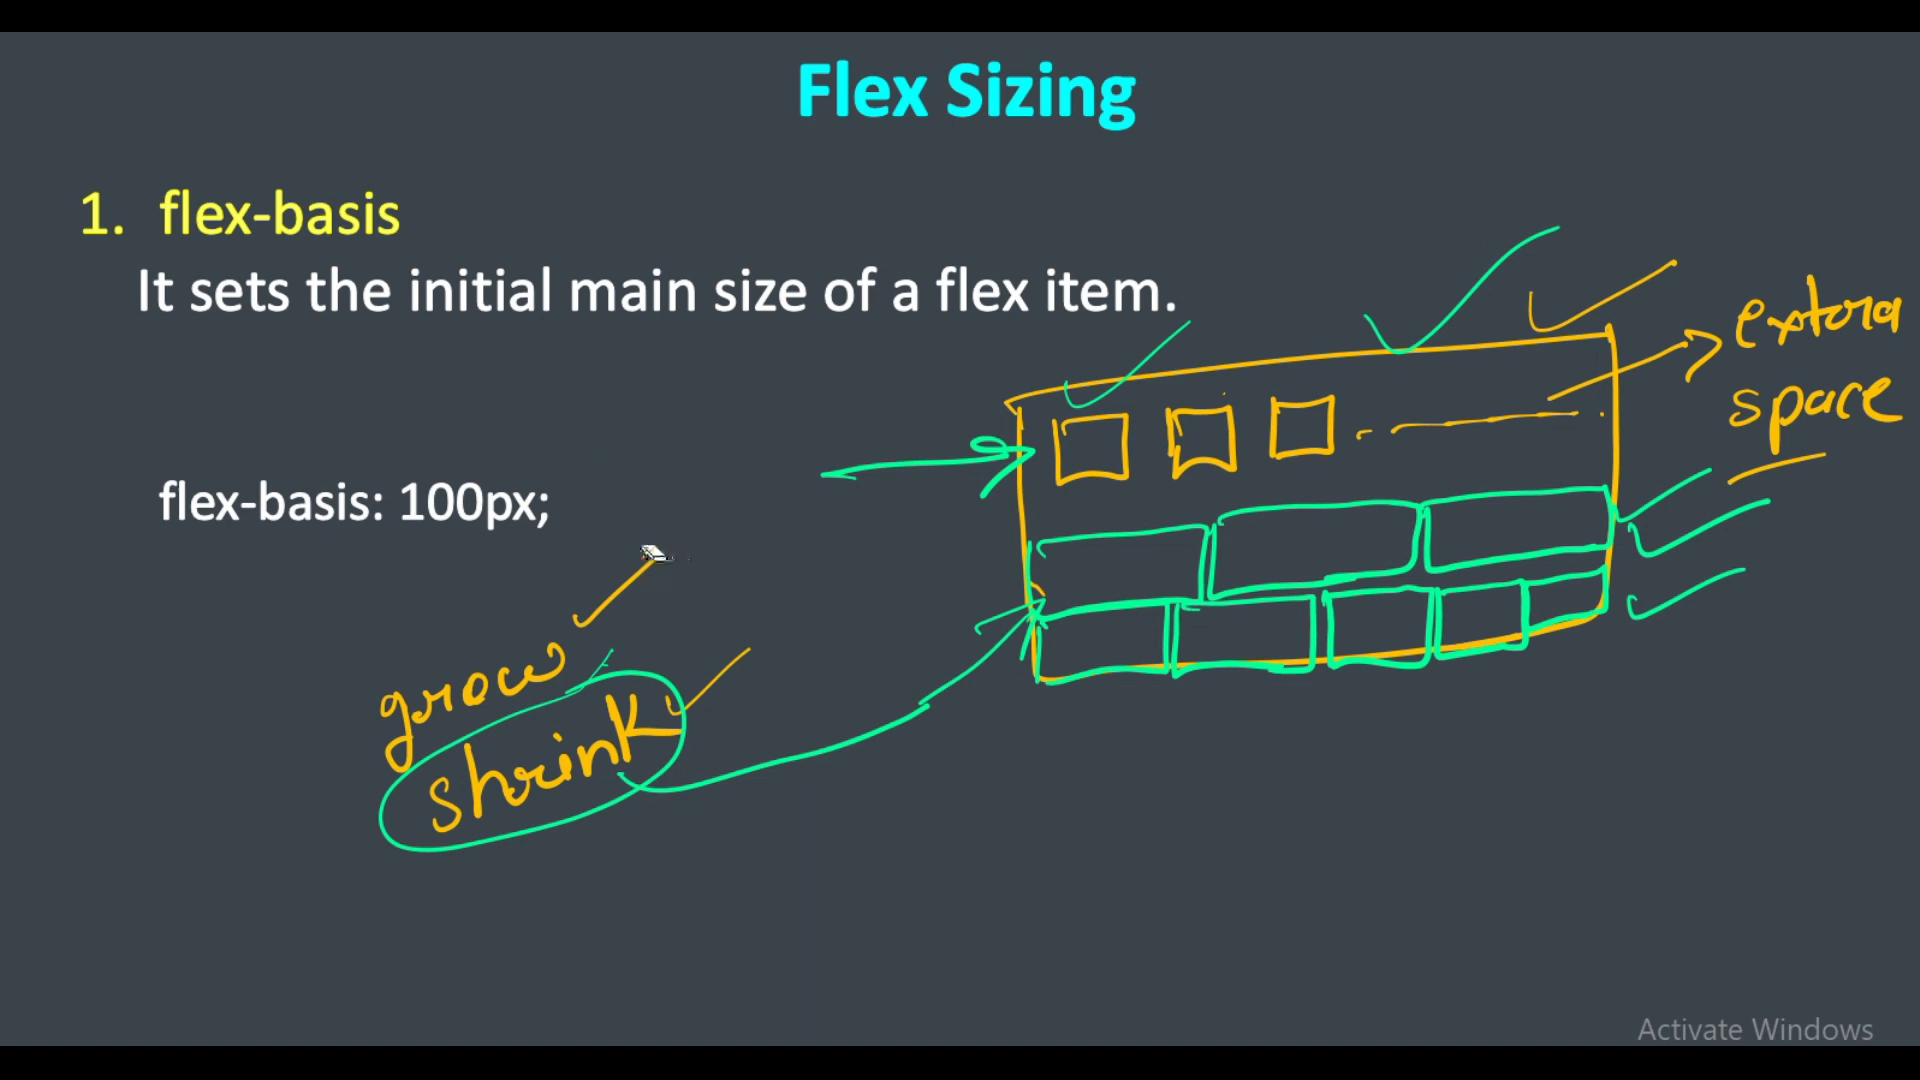 Flex Sizing
1. flex-basis
It sets the initial main size of a flex item.
extora
space
flex-basis: 100px;
grow
shrink
Activate Windows